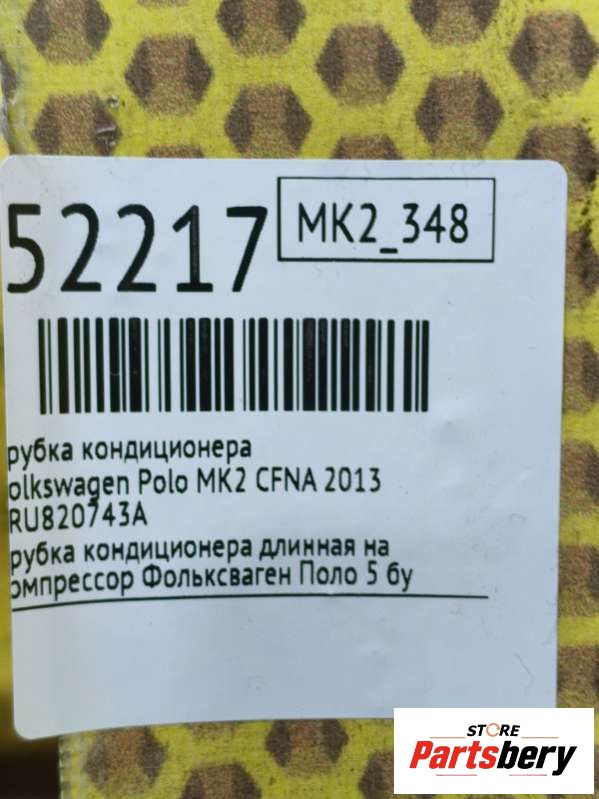 52217
MK2_348
рубка кондиционера
olkswagen Polo MK2 CFNA 2013
RU820743A
рубка кондиционера длинная на
омпрессор Фольксваген Поло 5 бу
STORE
Partsbery